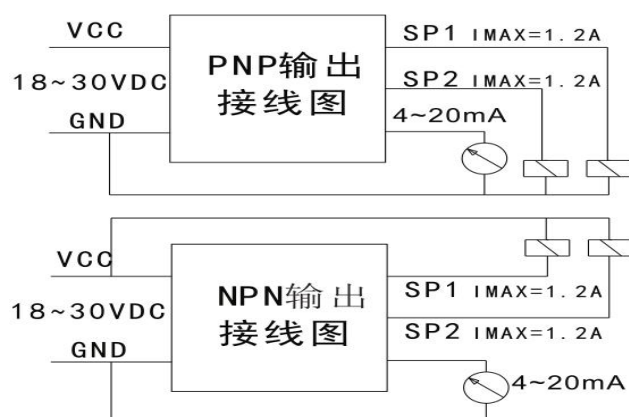 VCC
SP1 IMAX=1.2A
PNP输出
18~30VDC
SP2 IMAX=1.2A
接线图
4~20mA
GND
VCC
NPN输出
SP1 IMAX=1.2A
18~30VDC
接线图
SP2 IMAX=1.2A
GND
4~20mA